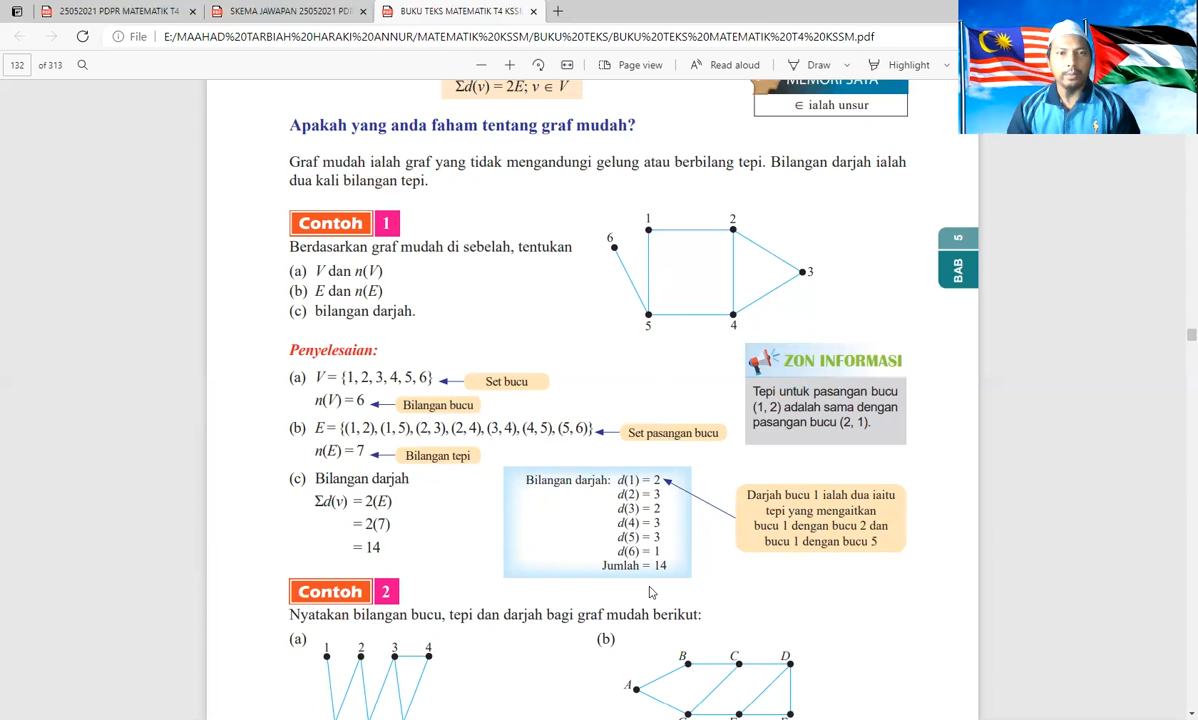 25052021 PDPR MATEMATIK T4
SKEMA JAWAPAN 25052021 PDF
BUKU TEKS MATEMATIK T4 KSSM
File
E:/MAAHAD%20TARBIAH%20HARAKI%20ANNUR/MATEMATIK%20KSSM/BUKU%20TEKS/BUKU%20TEKS%20MATEMATIK%20T4%20KSSM.pdf
132 of 313
Page view
Read aloud
Draw
Highlight
Σd(v) = 2E; v ∈ V
MEMORI SAYA
∈ ialah unsur
Apakah yang anda faham tentang graf mudah?
Graf mudah ialah graf yang tidak mengandungi gelung atau berbilang tepi. Bilangan darjah ialah
dua kali bilangan tepi.
Contoh 1
Berdasarkan graf mudah di sebelah, tentukan
(a) V dan n(V)
(b) E dan n(E)
(c) bilangan darjah.
1
2
6
3
5
4
BAB 5
Penyelesaian:
(a) V = {1, 2, 3, 4, 5, 6}
Set bucu
n(V) = 6
Bilangan bucu
(b) E = {(1, 2), (1, 5), (2, 3), (2, 4), (3, 4), (4, 5), (5, 6)}
Set pasangan bucu
n(E) = 7
Bilangan tepi
ZON INFORMASI
Tepi untuk pasangan bucu
(1, 2) adalah sama dengan
pasangan bucu (2, 1).
(c) Bilangan darjah
Σd(v) = 2(E)
= 2(7)
= 14
Bilangan darjah: d(1) = 2
d(2) = 3
d(3) = 2
d(4) = 3
d(5) = 3
d(6) = 1
Jumlah = 14
Darjah bucu 1 ialah dua iaitu
tepi yang mengaitkan
bucu 1 dengan bucu 2 dan
bucu 1 dengan bucu 5
Contoh 2
Nyatakan bilangan bucu, tepi dan darjah bagi graf mudah berikut:
(a)
1 2 3 4
(b)
B C D
A